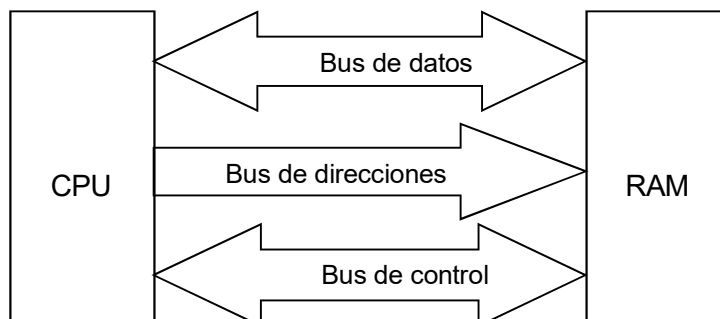 Bus de datos
CPU
Bus de direcciones
RAM
Bus de control